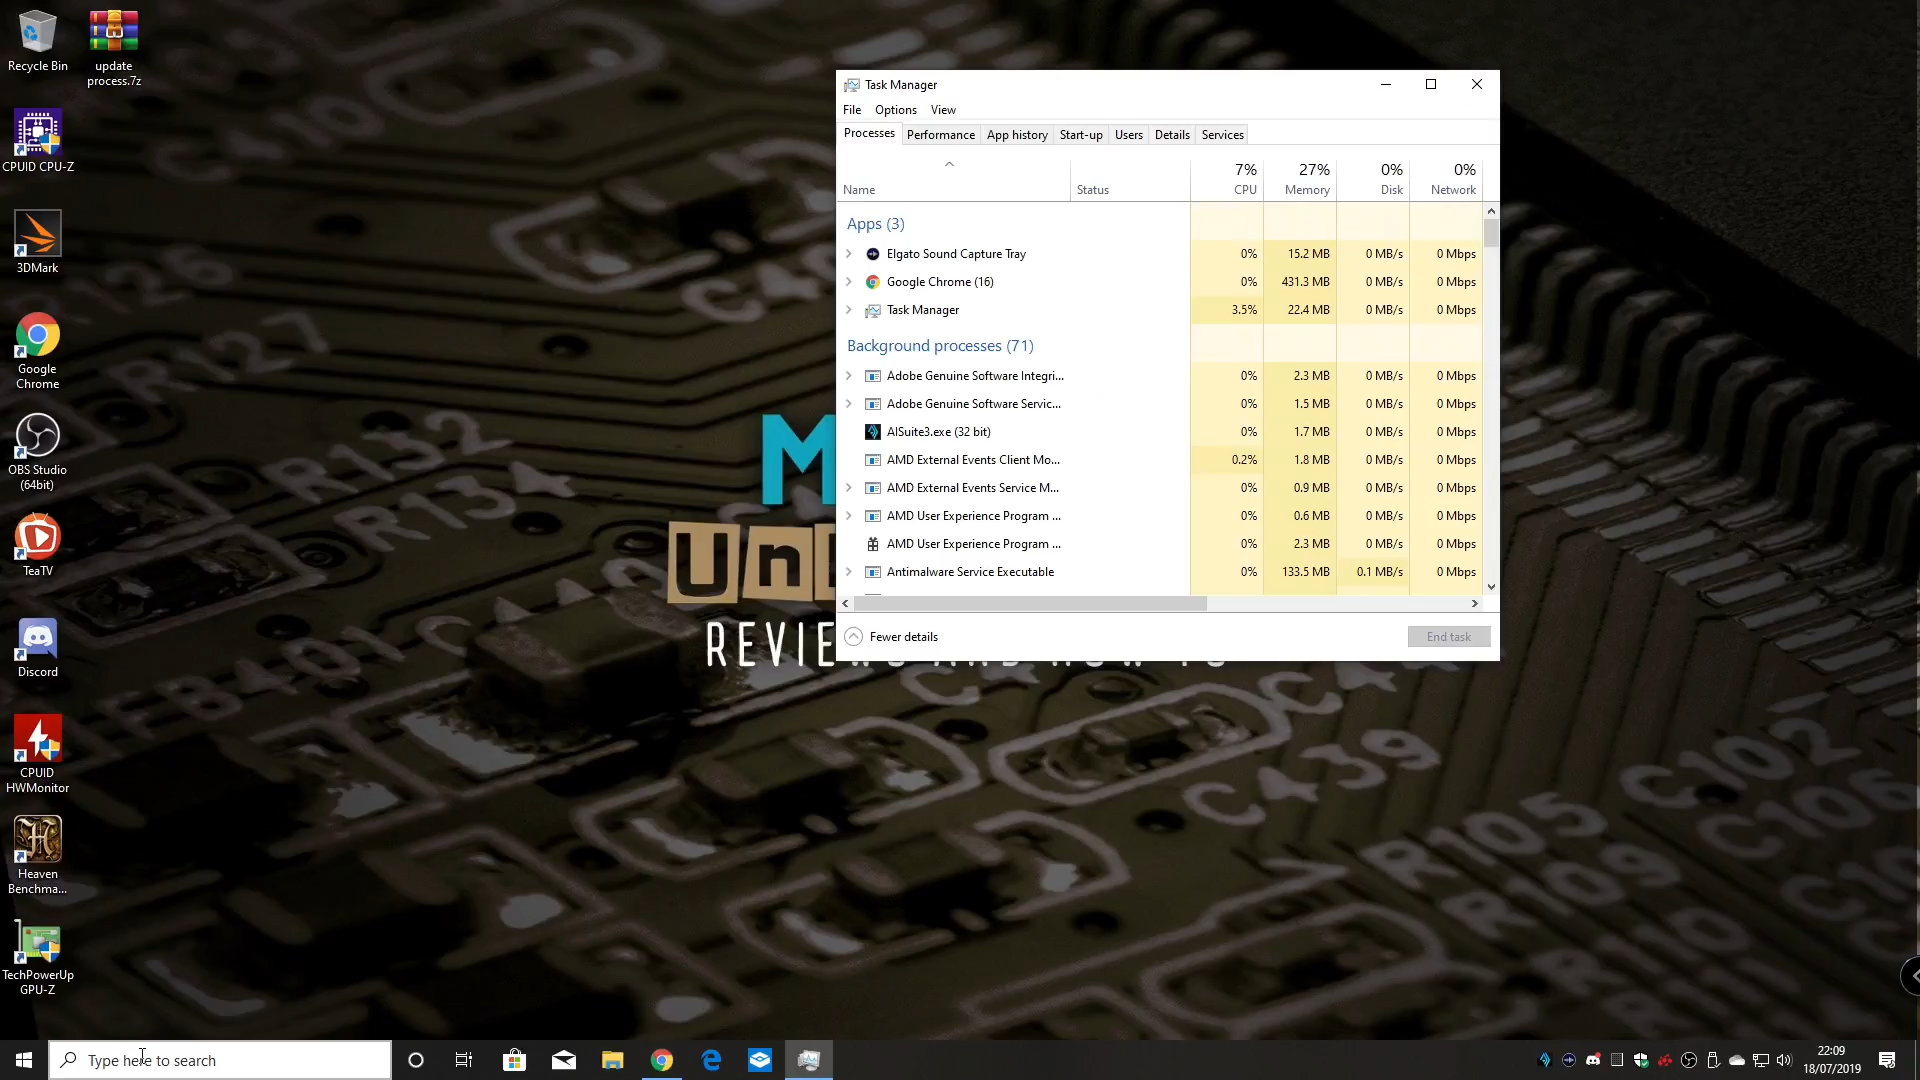 Recycle Bin
update
process.7z
CPUID CPU-Z
3DMark
Google
Chrome
OBS Studio
(64bit)
TeaTV
Discord
CPUID
HWMonitor
Heaven
Benchma...
TechPowerUp
GPU-Z
Task Manager
File Options View
Processes Performance App history Start-up Users Details Services
7% 27% 0% 0%
Name Status CPU Memory Disk Network
Apps (3)
Elgato Sound Capture Tray 0% 15.2 MB 0 MB/s 0 Mbps
Google Chrome (16) 0% 431.3 MB 0 MB/s 0 Mbps
Task Manager 3.5% 22.4 MB 0 MB/s 0 Mbps
Background processes (71)
Adobe Genuine Software Integri... 0% 2.3 MB 0 MB/s 0 Mbps
Adobe Genuine Software Servic... 0% 1.5 MB 0 MB/s 0 Mbps
AISuite3.exe (32 bit) 0% 1.7 MB 0 MB/s 0 Mbps
AMD External Events Client Mo... 0.2% 1.8 MB 0 MB/s 0 Mbps
AMD External Events Service M... 0% 0.9 MB 0 MB/s 0 Mbps
AMD User Experience Program ... 0% 0.6 MB 0 MB/s 0 Mbps
AMD User Experience Program ... 0% 2.3 MB 0 MB/s 0 Mbps
Antimalware Service Executable 0% 133.5 MB 0.1 MB/s 0 Mbps
Fewer details End task
M
Un
REVIE
R127
R132
R134
C439
C102
C106
R105
R109
Type here to search
22:09
18/07/2019